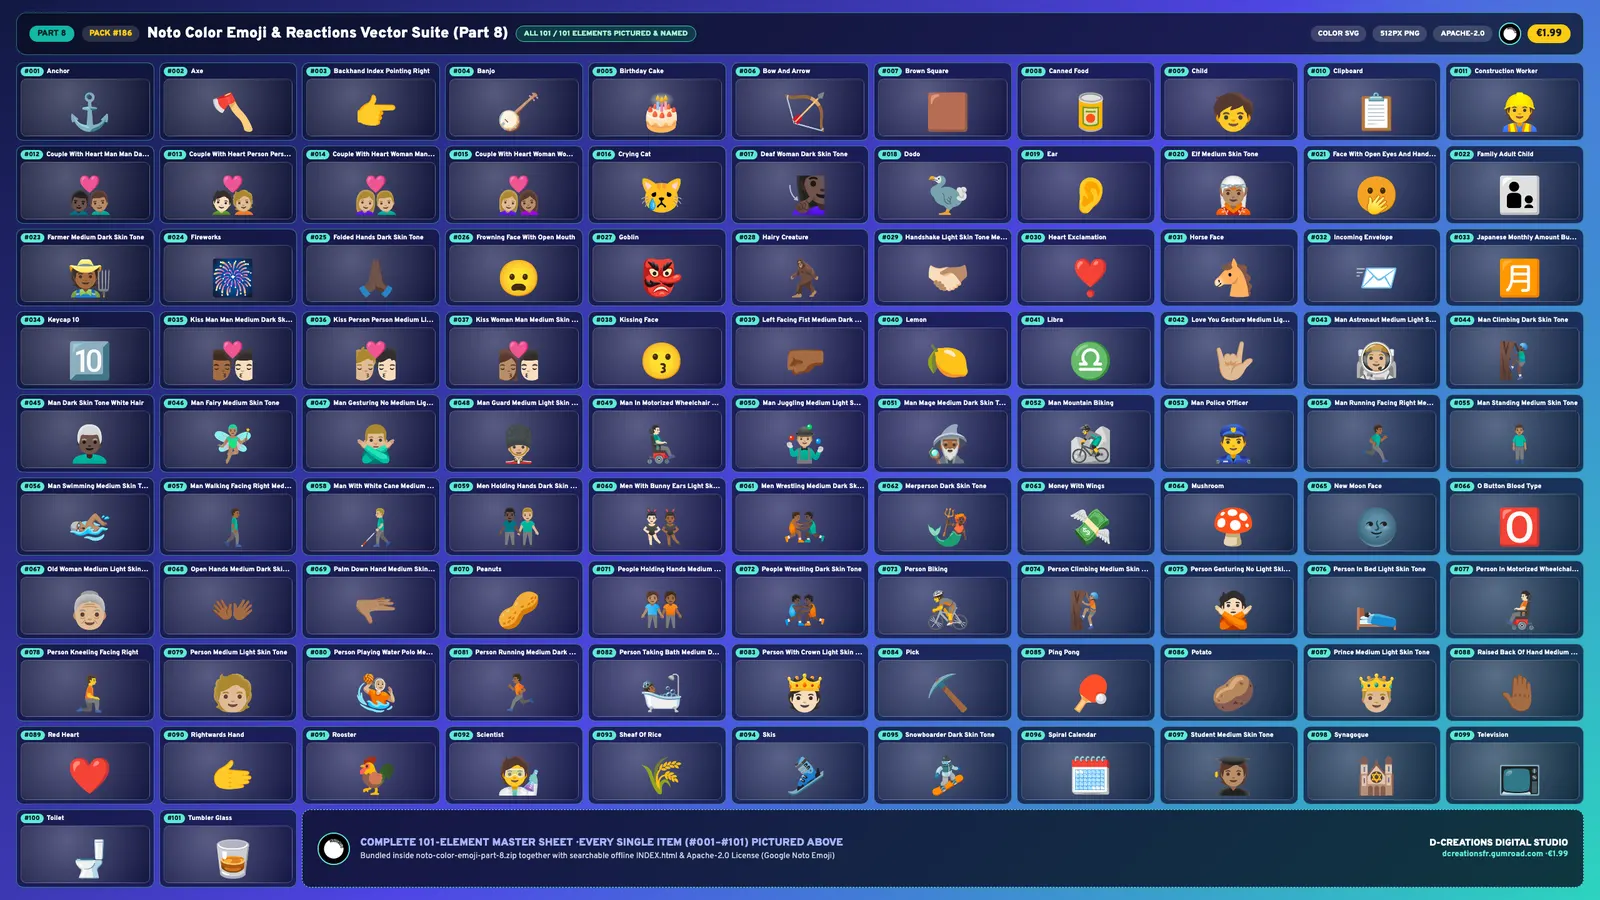 PART 8 PACK #186 Noto Color Emoji & Reactions Vector Suite (Part 8) ALL 101 / 101 ELEMENTS PICTURED & NAMED COLOR SVG 512PX PNG APACHE-2.0 €1.99
#001 Anchor
#002 Axe
#003 Backhand Index Pointing Right
#004 Banjo
#005 Birthday Cake
#006 Bow And Arrow
#007 Brown Square
#008 Canned Food
#009 Child
#010 Clipboard
#011 Construction Worker
#012 Couple With Heart Man Man Da...
#013 Couple With Heart Person Pers...
#014 Couple With Heart Woman Man...
#015 Couple With Heart Woman Wo...
#016 Crying Cat
#017 Deaf Woman Dark Skin Tone
#018 Dodo
#019 Ear
#020 Elf Medium Skin Tone
#021 Face With Open Eyes And Hand...
#022 Family Adult Child
#023 Farmer Medium Dark Skin Tone
#024 Fireworks
#025 Folded Hands Dark Skin Tone
#026 Frowning Face With Open Mouth
#027 Goblin
#028 Hairy Creature
#029 Handshake Light Skin Tone Me...
#030 Heart Exclamation
#031 Horse Face
#032 Incoming Envelope
#033 Japanese Monthly Amount Bu...
月
#034 Keycap 10
10
#035 Kiss Man Man Medium Dark Sk...
#036 Kiss Person Person Medium Li...
#037 Kiss Woman Man Medium Skin ...
#038 Kissing Face
#039 Left Facing Fist Medium Dark ...
#040 Lemon
#041 Libra
#042 Love You Gesture Medium Lig...
#043 Man Astronaut Medium Light S...
#044 Man Climbing Dark Skin Tone
#045 Man Dark Skin Tone White Hair
#046 Man Fairy Medium Skin Tone
#047 Man Gesturing No Medium Lig...
#048 Man Guard Medium Light Skin ...
#049 Man In Motorized Wheelchair ...
#050 Man Juggling Medium Light S...
#051 Man Mage Medium Dark Skin T...
#052 Man Mountain Biking
#053 Man Police Officer
#054 Man Running Facing Right Me...
#055 Man Standing Medium Skin Tone
#056 Man Swimming Medium Skin T...
#057 Man Walking Facing Right Med...
#058 Man With White Cane Medium ...
#059 Men Holding Hands Dark Skin ...
#060 Men With Bunny Ears Light Sk...
#061 Men Wrestling Medium Dark Sk...
#062 Merperson Dark Skin Tone
#063 Money With Wings
#064 Mushroom
#065 New Moon Face
#066 O Button Blood Type
O
#067 Old Woman Medium Light Skin...
#068 Open Hands Medium Dark Ski...
#069 Palm Down Hand Medium Skin...
#070 Peanuts
#071 People Holding Hands Medium ...
#072 People Wrestling Dark Skin Tone
#073 Person Biking
#074 Person Climbing Medium Skin ...
#075 Person Gesturing No Light Ski...
#076 Person In Bed Light Skin Tone
#077 Person In Motorized Wheelchai...
#078 Person Kneeling Facing Right
#079 Person Medium Light Skin Tone
#080 Person Playing Water Polo Me...
#081 Person Running Medium Dark ...
#082 Person Taking Bath Medium D...
#083 Person With Crown Light Skin ...
#084 Pick
#085 Ping Pong
#086 Potato
#087 Prince Medium Light Skin Tone
#088 Raised Back Of Hand Medium ...
#089 Red Heart
#090 Rightwards Hand
#091 Rooster
#092 Scientist
#093 Sheaf Of Rice
#094 Skis
#095 Snowboarder Dark Skin Tone
#096 Spiral Calendar
#097 Student Medium Skin Tone
#098 Synagogue
#099 Television
#100 Toilet
#101 Tumbler Glass
COMPLETE 101-ELEMENT MASTER SHEET · EVERY SINGLE ITEM (#001–#101) PICTURED ABOVE
Bundled inside noto-color-emoji-part-8.zip together with searchable offline INDEX.html & Apache-2.0 License (Google Noto Emoji)
D-CREATIONS DIGITAL STUDIO
dcreationsfr.gumroad.com · €1.99